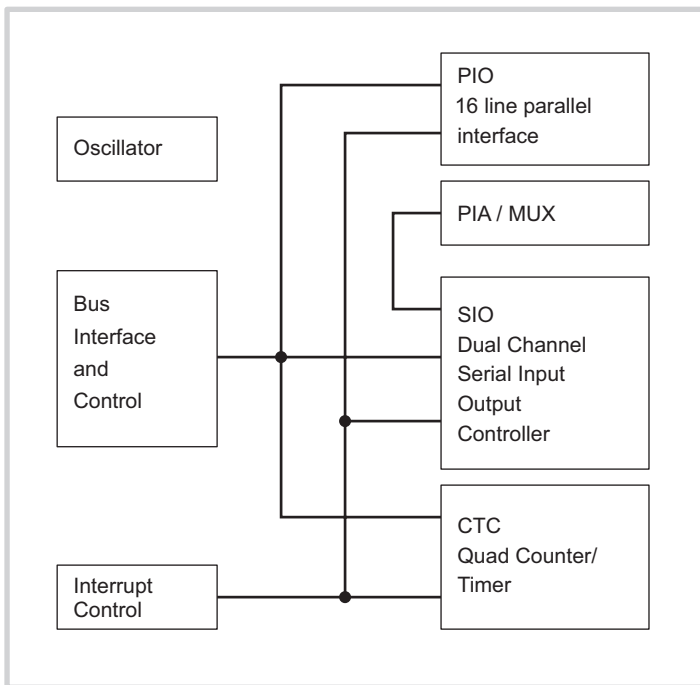 Oscillator
Bus
Interface
and
Control
Interrupt
Control
PIO
16 line parallel
interface
PIA / MUX
SIO
Dual Channel
Serial Input
Output
Controller
CTC
Quad Counter/
Timer